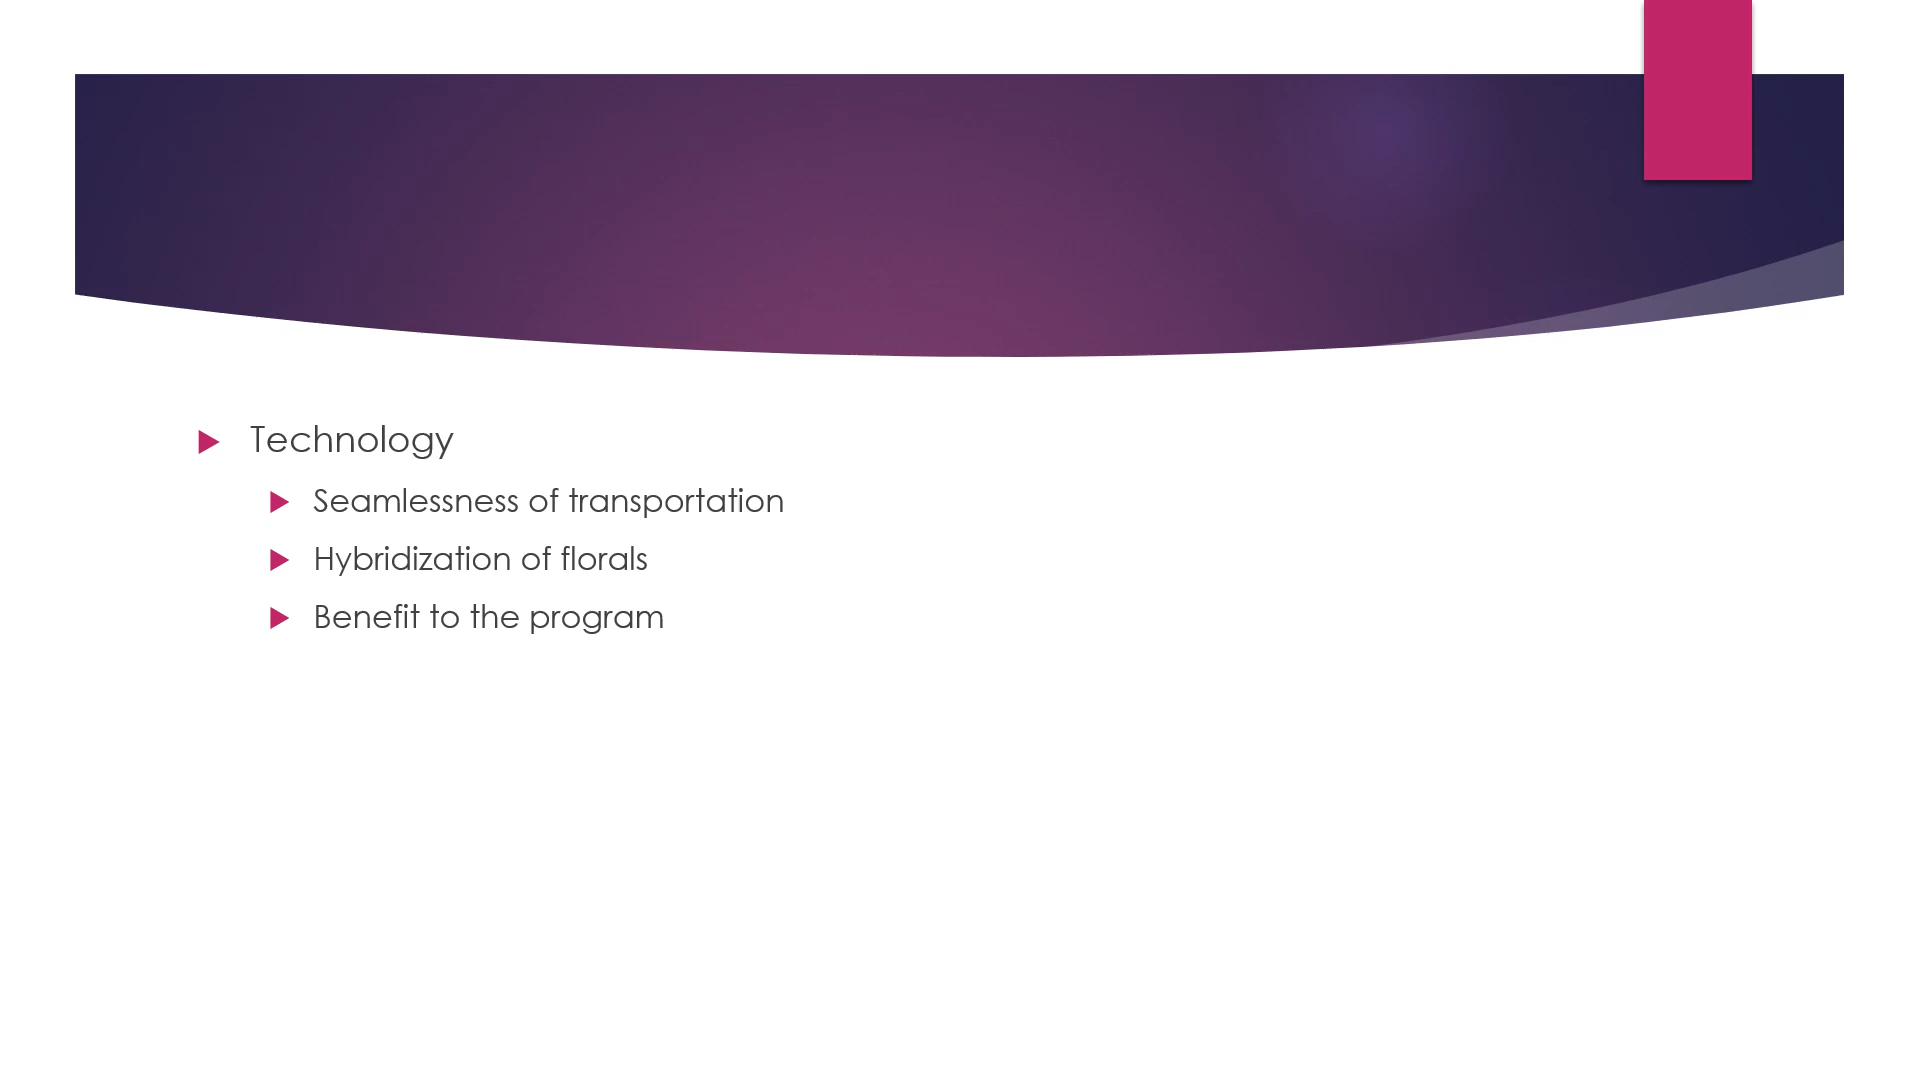 Technology
Seamlessness of transportation
Hybridization of florals
Benefit to the program